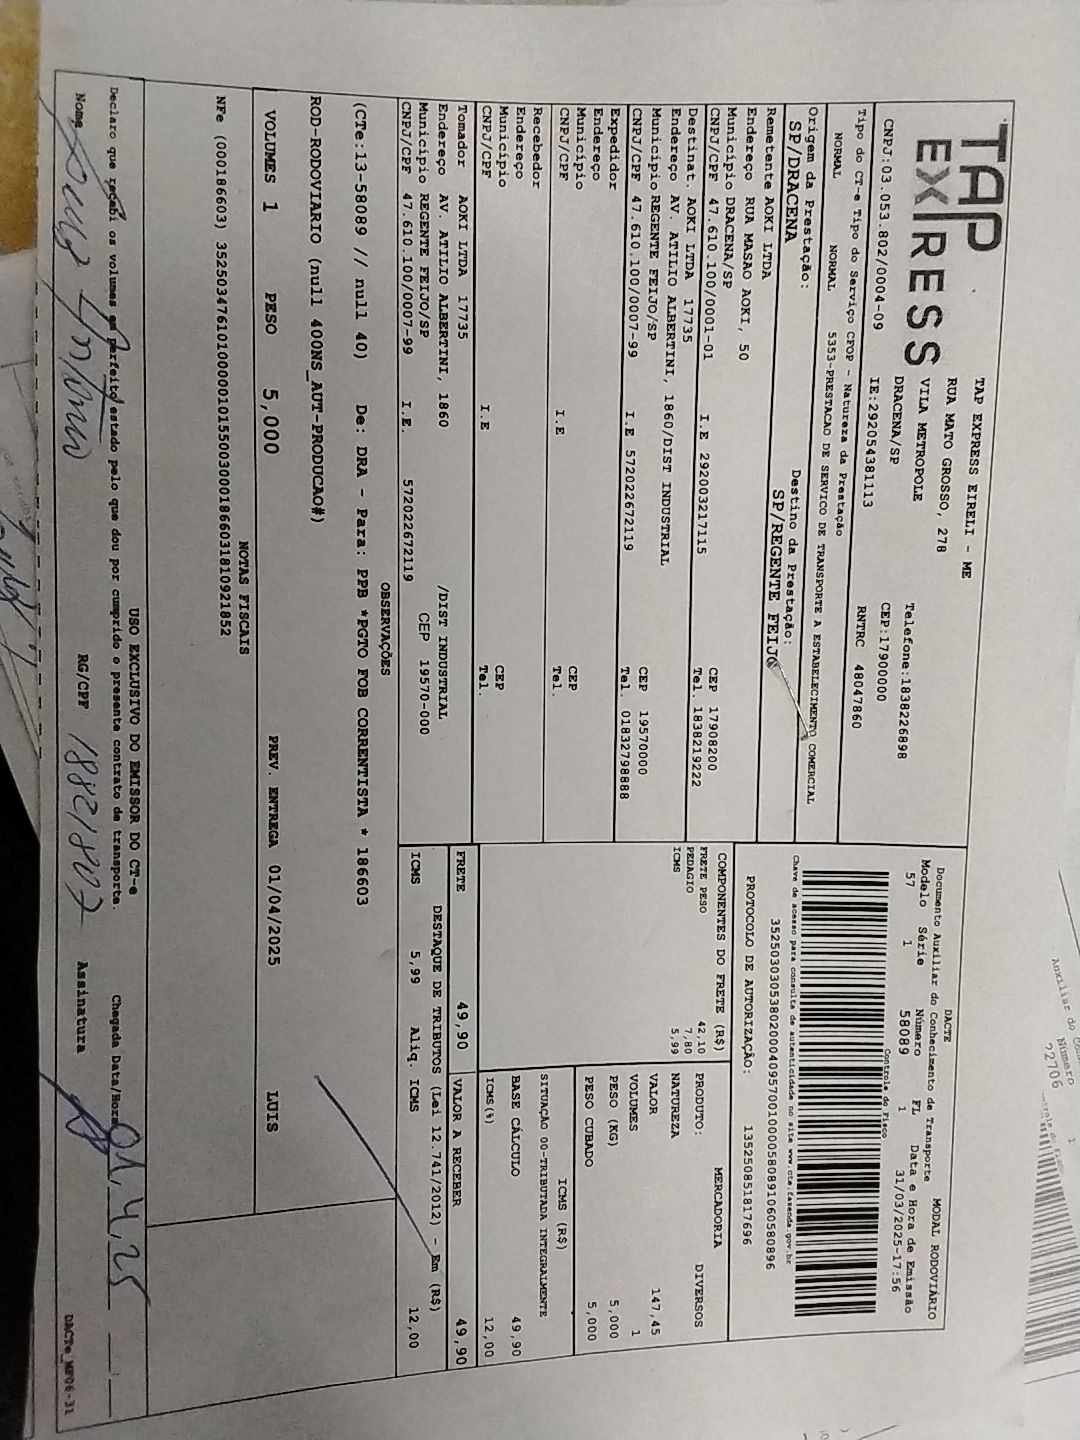 TAP
EXPRESS
TAP EXPRESS EIRELI - ME
RUA MATO GROSSO, 278
VILA METROPOLE
DRACENA/SP
Telefone:1838226898
CEP:17900000
CNPJ:03.053.802/0004-09 IE:292054381113 RNTRC 48047860
Tipo do CT-e Tipo do Serviço CFOP - Natureza da Prestação
NORMAL NORMAL 5353-PRESTACAO DE SERVICO DE TRANSPORTE A ESTABELECIMENTO COMERCIAL
Origem da Prestação: Destino da Prestação:
SP/DRACENA SP/REGENTE FEIJO
Remetente AOKI LTDA
Endereço RUA MASAO AOKI, 50
Município DRACENA/SP CEP 17908200
CNPJ/CPF 47.610.100/0001-01 I.E 292003217115 Tel. 1838219222
Destinat. AOKI LTDA 17735
Endereço AV. ATILIO ALBERTINI, 1860/DIST INDUSTRIAL
Município REGENTE FEIJO/SP CEP 19570000
CNPJ/CPF 47.610.100/0007-99 I.E 572022672119 Tel. 01832798888
Expedidor
Endereço
Município CEP
CNPJ/CPF I.E Tel.
Recebedor
Endereço
Município CEP
CNPJ/CPF I.E Tel.
Tomador AOKI LTDA 17735
Endereço AV. ATILIO ALBERTINI, 1860 /DIST INDUSTRIAL
Município REGENTE FEIJO/SP CEP 19570-000
CNPJ/CPF 47.610.100/0007-99 I.E. 572022672119
DACTE MODAL RODOVIÁRIO
Documento Auxiliar do Conhecimento de Transporte
Modelo Série Número FL Data e Hora de Emissão
57 1 58089 1 31/03/2025-17:56
Controle do Fisco
Chave de acesso para consulta de autenticidade no site www.cte.fazenda.gov.br
35250303053802000409570010000580891060580896
PROTOCOLO DE AUTORIZAÇÃO: 135250851817696
COMPONENTES DO FRETE (R$)
FRETE PESO 42,10
PEDAGIO 7,80
ICMS 5,99
MERCADORIA
PRODUTO: DIVERSOS
NATUREZA
VALOR 147,45
VOLUMES 1
PESO (KG) 5,000
PESO CUBADO 5,000
ICMS (R$)
SITUAÇÃO 00-TRIBUTADA INTEGRALMENTE
BASE CÁLCULO 49,90
ICMS(%) 12,00
FRETE 49,90 VALOR A RECEBER 49,90
DESTAQUE DE TRIBUTOS (Lei 12.741/2012) - Em (R$)
ICMS 5,99 Aliq. ICMS 12,00
OBSERVAÇÕES
(CTe:13-58089 // null 40) De: DRA - Para: PPB *PGTO FOB CORRENTISTA * 186603
ROD-RODOVIARIO (null 400NS_AUT-PRODUCAO#)
VOLUMES 1 PESO 5,000 PREV. ENTREGA 01/04/2025 LUIS
NOTAS FISCAIS
NFe (000186603) 35250347610100000101550030001866031810921852
USO EXCLUSIVO DO EMISSOR DO CT-e
Declaro que recebi os volumes em perfeito estado pelo que dou por cumprido o presente contrato de transporte. Chegada Data/Hora 01,4,25
Nome RG/CPF 18821807 Assinatura
DACTe_MF06-31
Número
22706